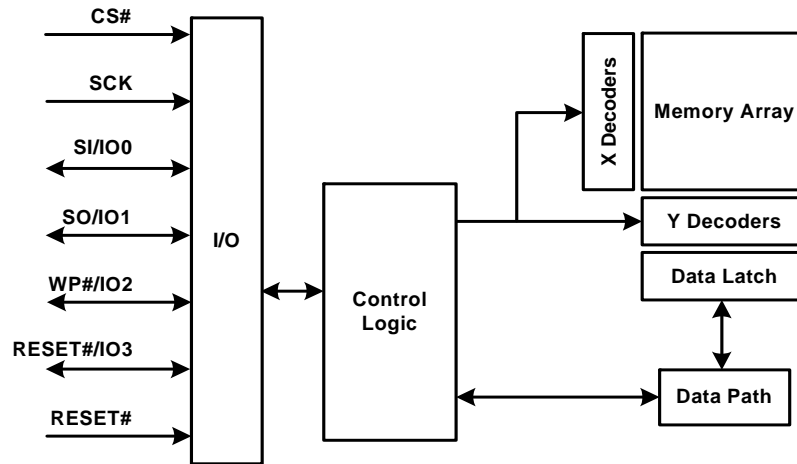 CS#
SCK
SI/IO0
SO/IO1
WP#/IO2
RESET#/IO3
RESET#
I/O
Control
Logic
X Decoders
Memory Array
Y Decoders
Data Latch
Data Path